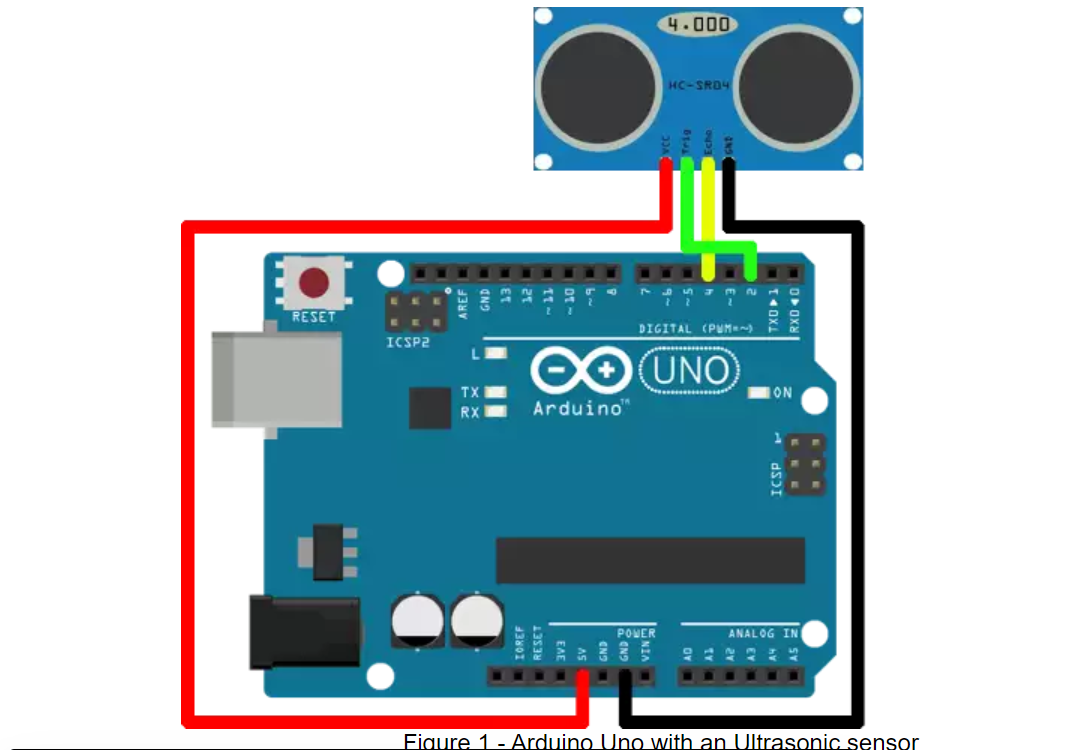 4.000
HC-SR04
VCC
Trig
Echo
GND
RESET
ICSP2
AREF
GND
13
12
~11
~10
~9
8
7
~6
~5
4
~3
2
TXD▶1
RXD◀0
DIGITAL (PWM=~)
L
TX
RX
Arduino™
UNO
ON
1
ICSP
IOREF
RESET
3V3
5V
GND
GND
VIN
POWER
ANALOG IN
A0
A1
A2
A3
A4
A5
Figure 1 - Arduino Uno with an Ultrasonic sensor